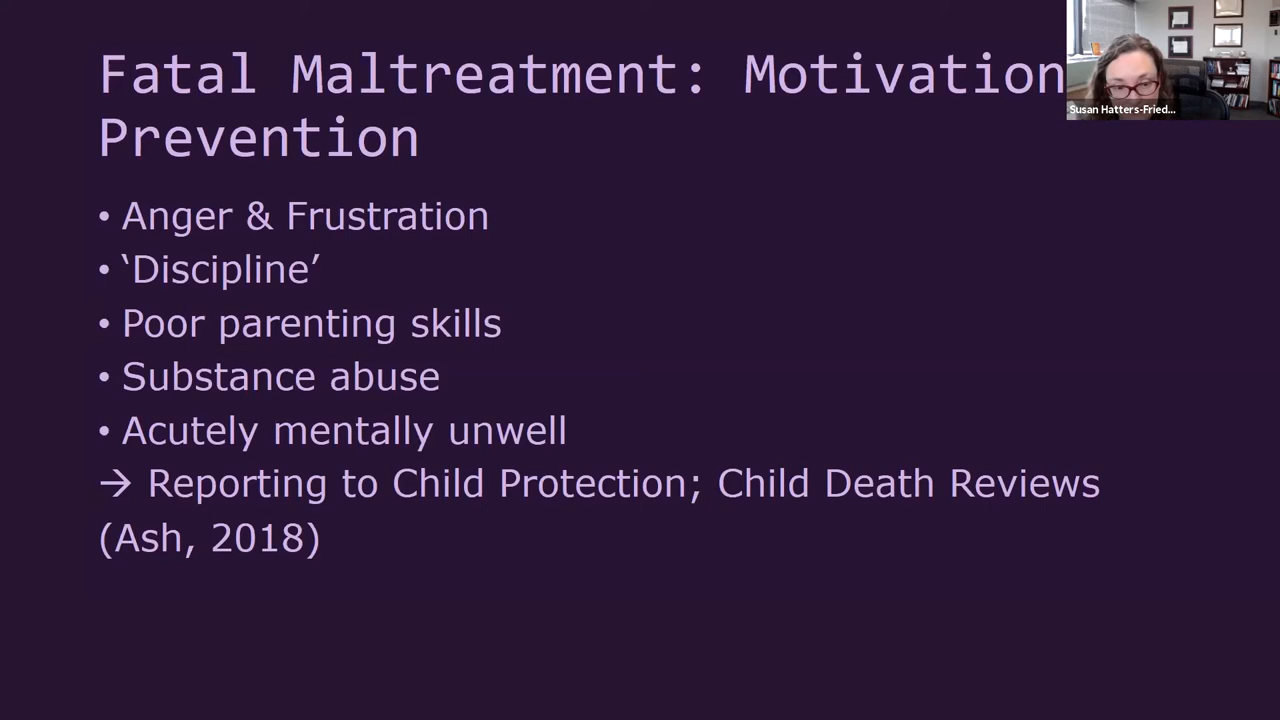 Fatal Maltreatment: Motivation
Prevention
• Anger & Frustration
• ‘Discipline’
• Poor parenting skills
• Substance abuse
• Acutely mentally unwell
→ Reporting to Child Protection; Child Death Reviews
(Ash, 2018)
Susan Hatters-Fried...